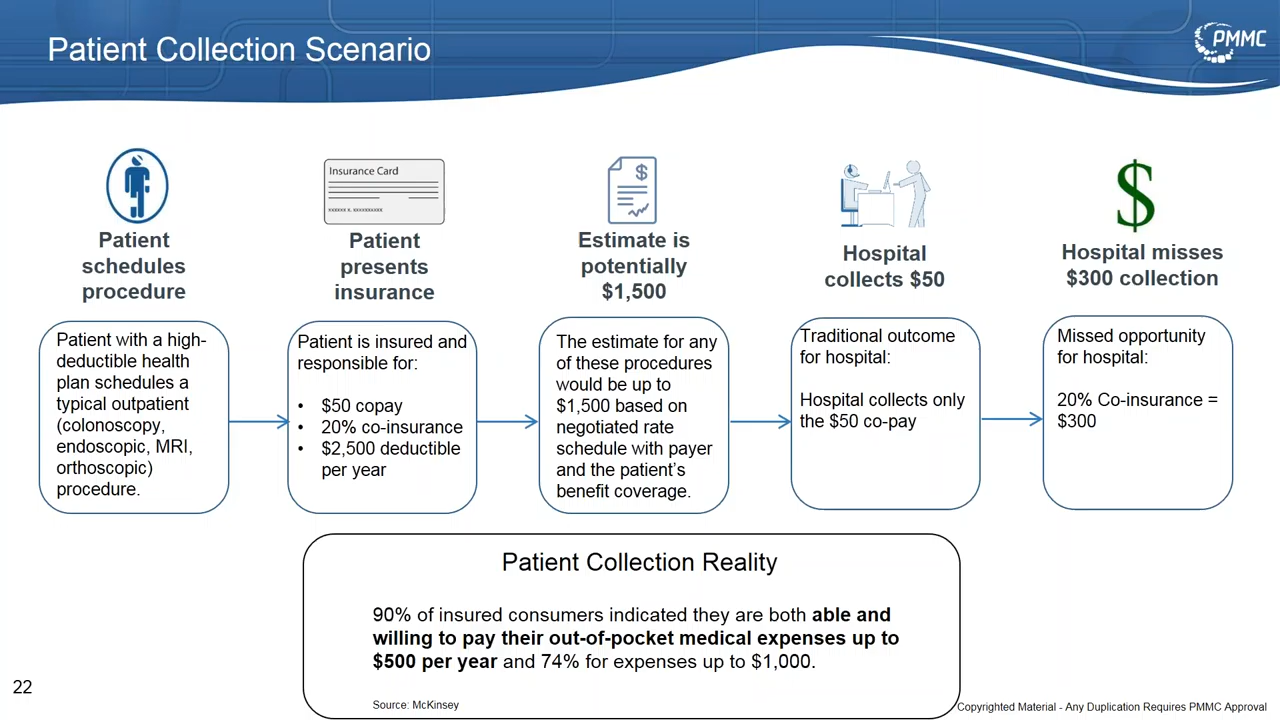 Patient Collection Scenario
PMMC
Insurance Card
XXXXXX X. XXXXXXXXXX
Patient
schedules
procedure
Patient
presents
insurance
$
Estimate is
potentially
$1,500
Hospital
collects $50
$
Hospital misses
$300 collection
Patient with a high-
deductible health
plan schedules a
typical outpatient
(colonoscopy,
endoscopic, MRI,
orthoscopic)
procedure.
Patient is insured and
responsible for:
• $50 copay
• 20% co-insurance
• $2,500 deductible
per year
The estimate for any
of these procedures
would be up to
$1,500 based on
negotiated rate
schedule with payer
and the patient's
benefit coverage.
Traditional outcome
for hospital:
Hospital collects only
the $50 co-pay
Missed opportunity
for hospital:
20% Co-insurance =
$300
Patient Collection Reality
90% of insured consumers indicated they are both able and
willing to pay their out-of-pocket medical expenses up to
$500 per year and 74% for expenses up to $1,000.
Source: McKinsey
22
Copyrighted Material - Any Duplication Requires PMMC Approval